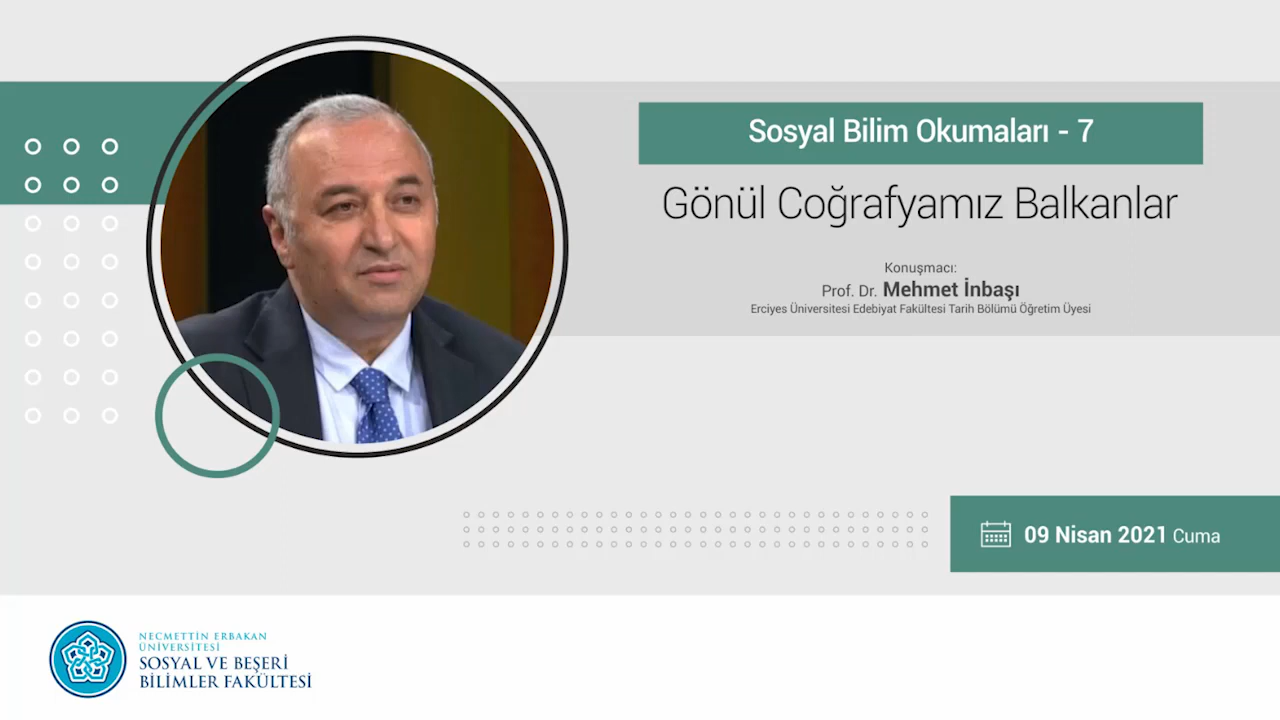 Sosyal Bilim Okumaları - 7
Gönül Coğrafyamız Balkanlar
Konuşmacı:
Prof. Dr. Mehmet İnbaşı
Erciyes Üniversitesi Edebiyat Fakültesi Tarih Bölümü Öğretim Üyesi
09 Nisan 2021 Cuma
NECMETTİN ERBAKAN
ÜNİVERSİTESİ
SOSYAL VE BEŞERİ
BİLİMLER FAKÜLTESİ